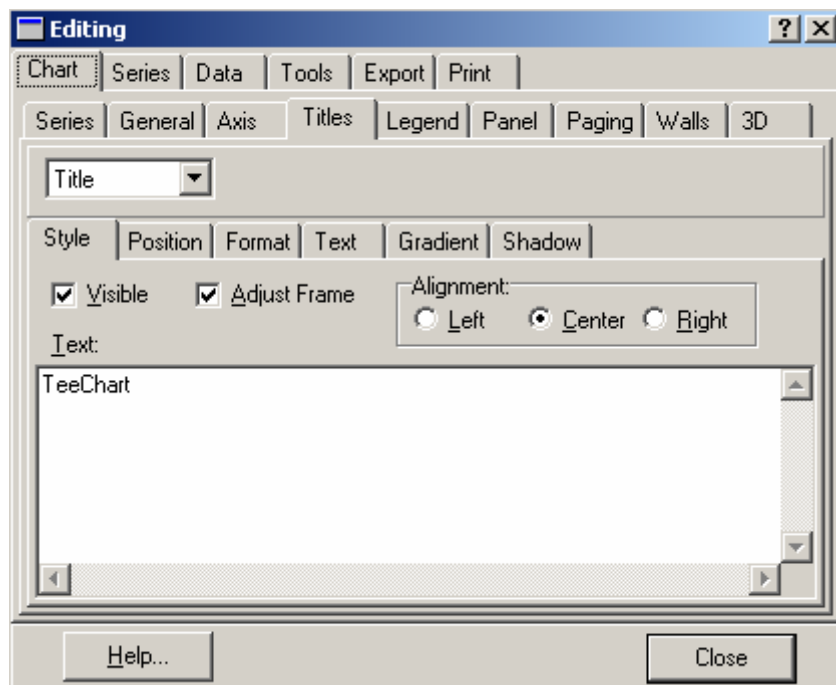 Editing
Chart Series Data Tools Export Print
Series General Axis Titles Legend Panel Paging Walls 3D
Title
Style Position Format Text Gradient Shadow
Visible Adjust Frame Alignment:
Left Center Right
Text:
TeeChart
Help... Close